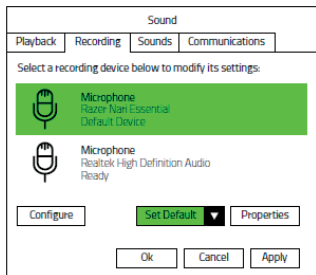 Sound
Playback Recording Sounds Communications
Select a recording device below to modify its settings:
Microphone
Razer Nari Essential
Default Device
Microphone
Realtek High Definition Audio
Ready
Configure Set Default Properties
Ok Cancel Apply